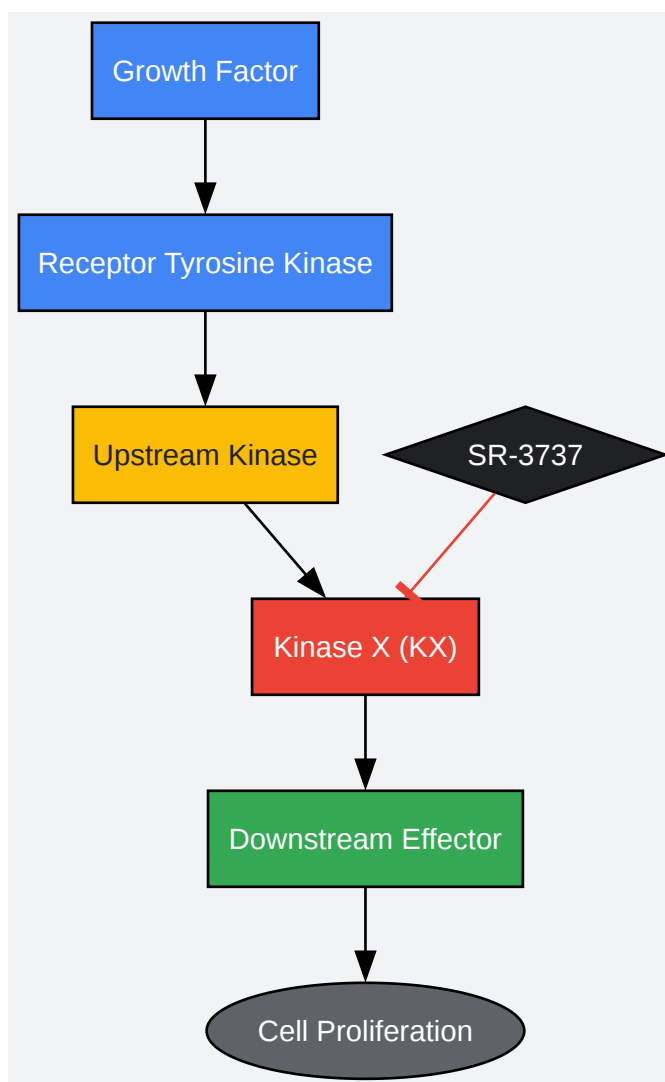 Growth Factor
Receptor Tyrosine Kinase
Upstream Kinase
SR-3737
Kinase X (KX)
Downstream Effector
Cell Proliferation